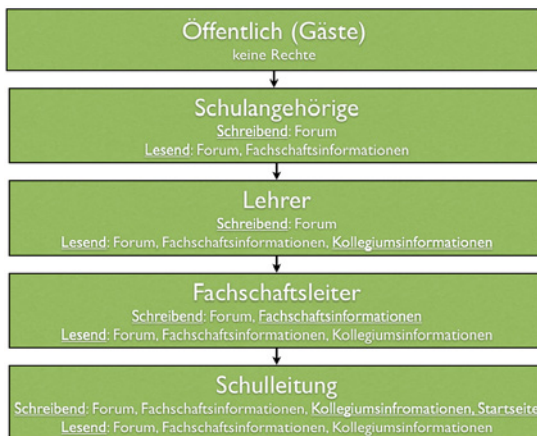 Öffentlich (Gäste)
keine Rechte
Schulangehörige
Schreibend: Forum
Lesend: Forum, Fachschaftsinformationen
Lehrer
Schreibend: Forum
Lesend: Forum, Fachschaftsinformationen, Kollegiumsinformationen
Fachschaftsleiter
Schreibend: Forum, Fachschaftsinformationen
Lesend: Forum, Fachschaftsinformationen, Kollegiumsinformationen
Schulleitung
Schreibend: Forum, Fachschaftsinformationen, Kollegiumsinfromationen, Startseite
Lesend: Forum, Fachschaftsinformationen, Kollegiumsinformationen